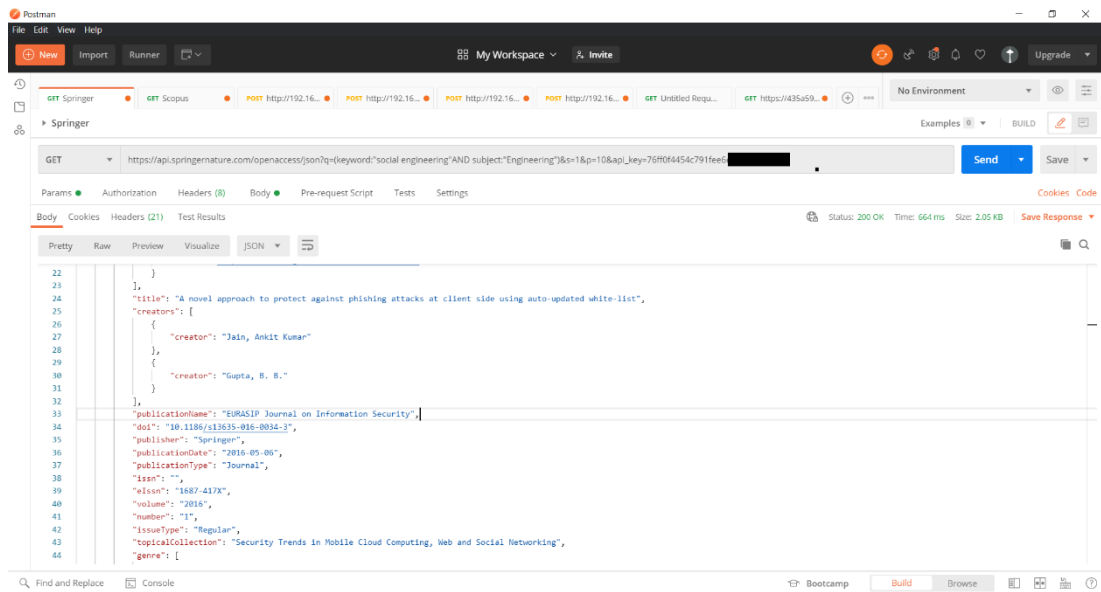 Postman
File Edit View Help
New Import Runner My Workspace Invite Upgrade
GET Springer GET Scopus POST http://192.16... POST http://192.16... POST http://192.16... POST http://192.16... GET Untitled Requ... GET https://435a59... No Environment
Springer Examples 0 BUILD
GET https://api.springernature.com/openaccess/json?q=(keyword:"social engineering"AND subject:"Engineering")&s=1&p=10&api_key=76ff0f4454c791fee6 Send Save
Params Authorization Headers (8) Body Pre-request Script Tests Settings Cookies Code
Body Cookies Headers (21) Test Results Status: 200 OK Time: 664 ms Size: 2.05 KB Save Response
Pretty Raw Preview Visualize JSON
22 }
23 ],
24 "title": "A novel approach to protect against phishing attacks at client side using auto-updated white-list",
25 "creators": [
26 {
27 "creator": "Jain, Ankit Kumar"
28 },
29 {
30 "creator": "Gupta, B. B."
31 }
32 ],
33 "publicationName": "EURASIP Journal on Information Security",
34 "doi": "10.1186/s13635-016-0034-3",
35 "publisher": "Springer",
36 "publicationDate": "2016-05-06",
37 "publicationType": "Journal",
38 "issn": "",
39 "eIssn": "1687-417X",
40 "volume": "2016",
41 "number": "1",
42 "issueType": "Regular",
43 "topicalCollection": "Security Trends in Mobile Cloud Computing, Web and Social Networking",
44 "genre": [
Find and Replace Console Bootcamp Build Browse